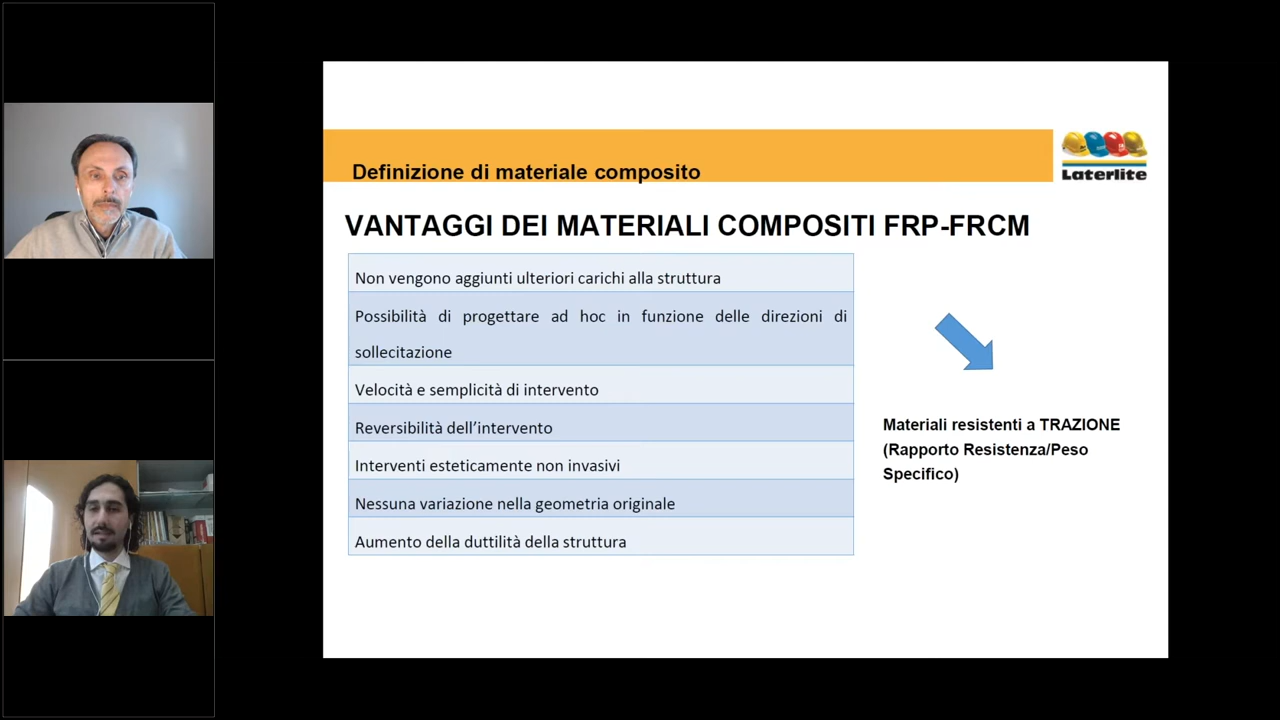 Definizione di materiale composito
Laterlite
VANTAGGI DEI MATERIALI COMPOSITI FRP-FRCM
Non vengono aggiunti ulteriori carichi alla struttura
Possibilità di progettare ad hoc in funzione delle direzioni di
sollecitazione
Velocità e semplicità di intervento
Reversibilità dell'intervento
Interventi esteticamente non invasivi
Nessuna variazione nella geometria originale
Aumento della duttilità della struttura
Materiali resistenti a TRAZIONE
(Rapporto Resistenza/Peso
Specifico)